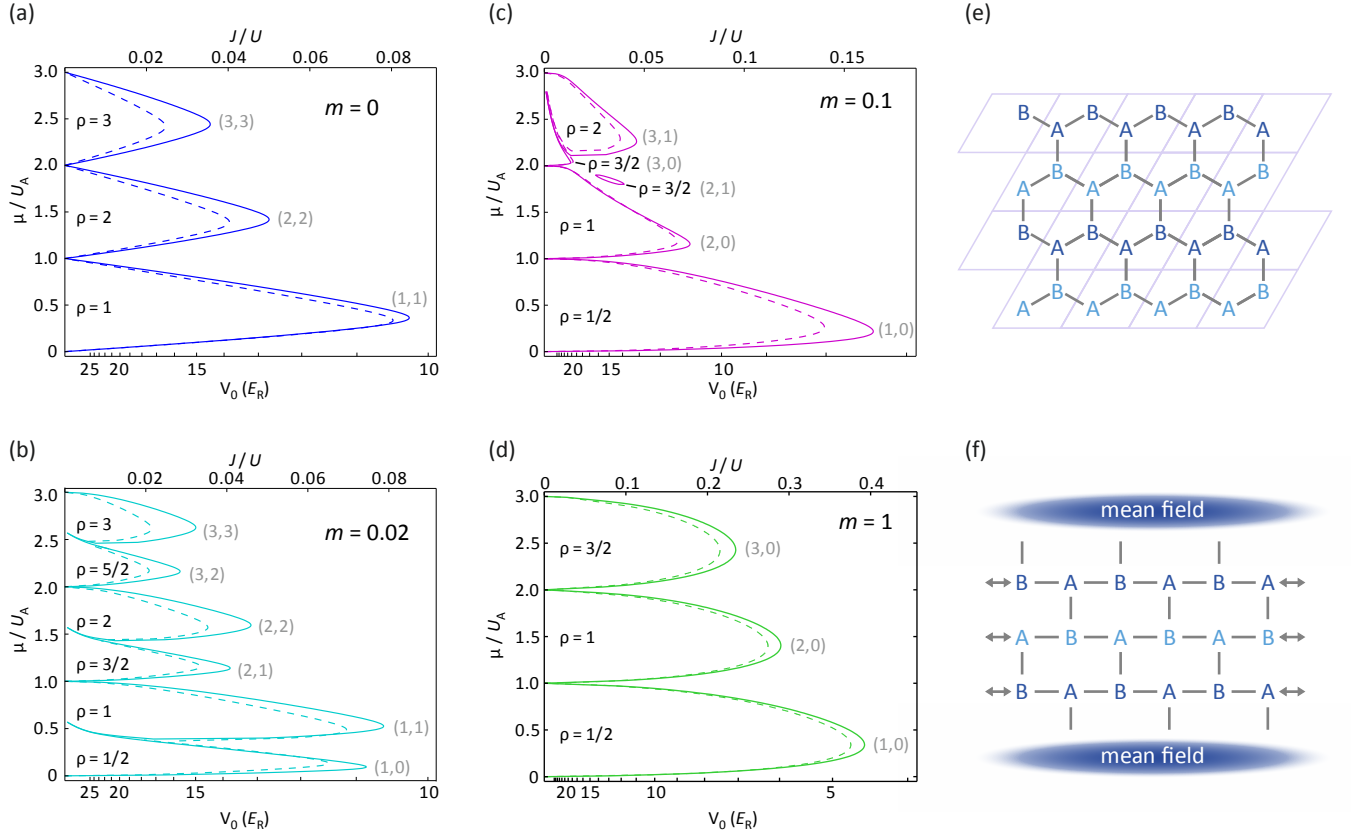 (a)
J / U
0.02 0.04 0.06 0.08
μ / U_A
3.0
2.5
2.0
1.5
1.0
0.5
0
m = 0
ρ = 3
(3,3)
ρ = 2
(2,2)
ρ = 1
(1,1)
25 20 15 10
V₀ (E_R)
(c)
J / U
0 0.05 0.10 0.15
μ / U_A
3.0
2.5
2.0
1.5
1.0
0.5
0
m = 0.1
ρ = 2
(3,1)
ρ = 3/2 (3,0)
ρ = 3/2 (2,1)
ρ = 1
(2,0)
ρ = 1/2
(1,0)
20 15 10
V₀ (E_R)
(e)
B B B B
A A A A
B B B B
A A A A
B B B B
A A A A
B B B B
A A A A
(b)
J / U
0.02 0.04 0.06 0.08
μ / U_A
3.0
2.5
2.0
1.5
1.0
0.5
0
m = 0.02
ρ = 3
(3,3)
ρ = 5/2
(3,2)
ρ = 2
(2,2)
ρ = 3/2
(2,1)
ρ = 1
(1,1)
ρ = 1/2
(1,0)
25 20 15 10
V₀ (E_R)
(d)
J / U
0 0.1 0.2 0.3 0.4
μ / U_A
3.0
2.5
2.0
1.5
1.0
0.5
0
m = 1
ρ = 3/2
(3,0)
ρ = 1
(2,0)
ρ = 1/2
(1,0)
20 15 10 5
V₀ (E_R)
(f)
mean field
B A B A B A
A B A B A B
B A B A B A
mean field